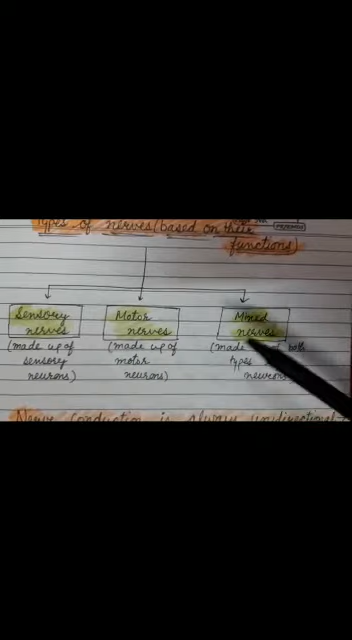 Types of nerves (based on their
functions)
Sensory nerves
Motor nerves
Mixed nerves
(made up of sensory neurons)
(made up of motor neurons)
(made of both types neurons
Nerve conduction is always unidirectional